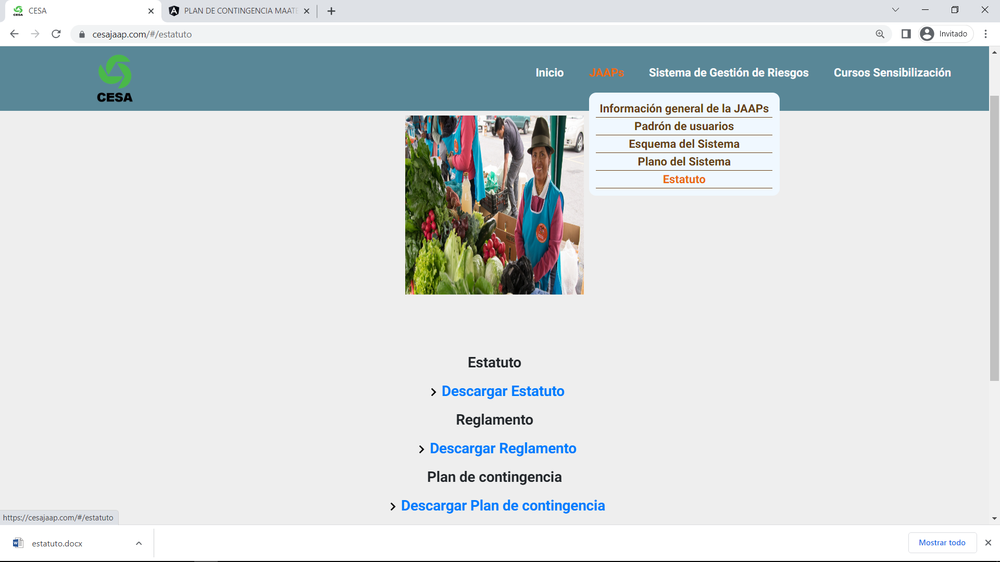 CESA
PLAN DE CONTINGENCIA MAATE
cesajaap.com/#/estatuto
Invitado
CESA
Inicio
JAAPs
Sistema de Gestión de Riesgos
Cursos Sensibilización
Información general de la JAAPs
Padrón de usuarios
Esquema del Sistema
Plano del Sistema
Estatuto
Estatuto
Descargar Estatuto
Reglamento
Descargar Reglamento
Plan de contingencia
Descargar Plan de contingencia
https://cesajaap.com/#/estatuto
estatuto.docx
Mostrar todo